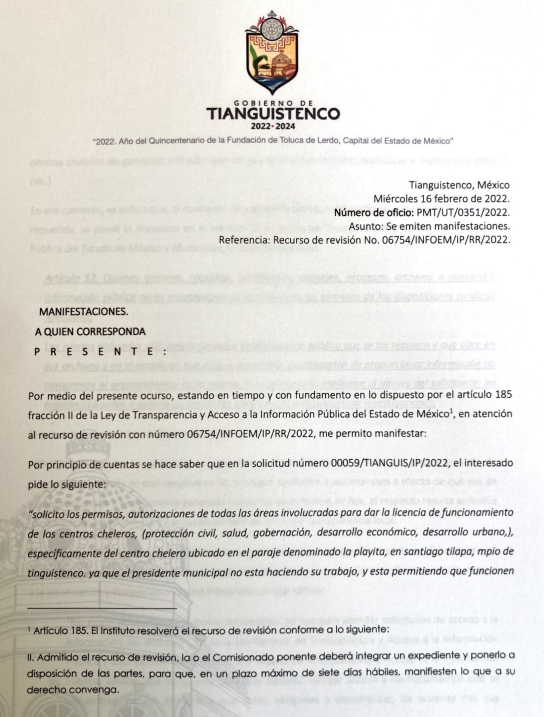 GOBIERNO DE
TIANGUISTENCO
2022-2024
"2022. Año del Quincentenario de la Fundación de Toluca de Lerdo, Capital del Estado de México"
Tianguistenco, México
Miércoles 16 febrero de 2022.
Número de oficio: PMT/UT/0351/2022.
Asunto: Se emiten manifestaciones.
Referencia: Recurso de revisión No. 06754/INFOEM/IP/RR/2022.
MANIFESTACIONES.
A QUIEN CORRESPONDA
P R E S E N T E :
Por medio del presente ocurso, estando en tiempo y con fundamento en lo dispuesto por el artículo 185
fracción II de la Ley de Transparencia y Acceso a la Información Pública del Estado de México¹, en atención
al recurso de revisión con número 06754/INFOEM/IP/RR/2022, me permito manifestar:
Por principio de cuentas se hace saber que en la solicitud número 00059/TIANGUIS/IP/2022, el interesado
pide lo siguiente:
"solicito los permisos, autorizaciones de todas las áreas involucradas para dar la licencia de funcionamiento
de los centros cheleros, (protección civil, salud, gobernación, desarrollo económico, desarrollo urbano,),
específicamente del centro chelero ubicado en el paraje denominado la playita, en santiago tilapa, mpio de
tinguistenco. ya que el presidente municipal no esta haciendo su trabajo, y esta permitiendo que funcionen
¹ Artículo 185. El Instituto resolverá el recurso de revisión conforme a lo siguiente:
II. Admitido el recurso de revisión, la o el Comisionado ponente deberá integrar un expediente y ponerlo a
disposición de las partes, para que, en un plazo máximo de siete días hábiles, manifiesten lo que a su
derecho convenga.